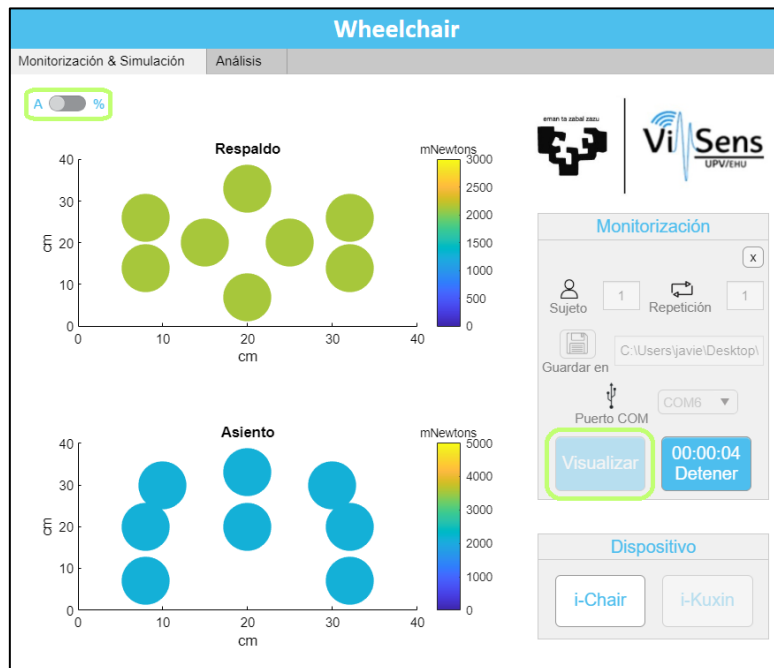 Wheelchair
Monitorización & Simulación
Análisis
A %
Respaldo
mNewtons
40
30
20
10
0
cm
0 10 20 30 40
cm
3000
2500
2000
1500
1000
500
0
Asiento
mNewtons
40
30
20
10
0
cm
0 10 20 30 40
cm
5000
4000
3000
2000
1000
0
eman ta zabal zazu
ViSens
UPV/EHU
Monitorización
x
Sujeto 1 Repetición 1
Guardar en C:\Users\javie\Desktop\
Puerto COM COM6
Visualizar
00:00:04
Detener
Dispositivo
i-Chair
i-Kuxin